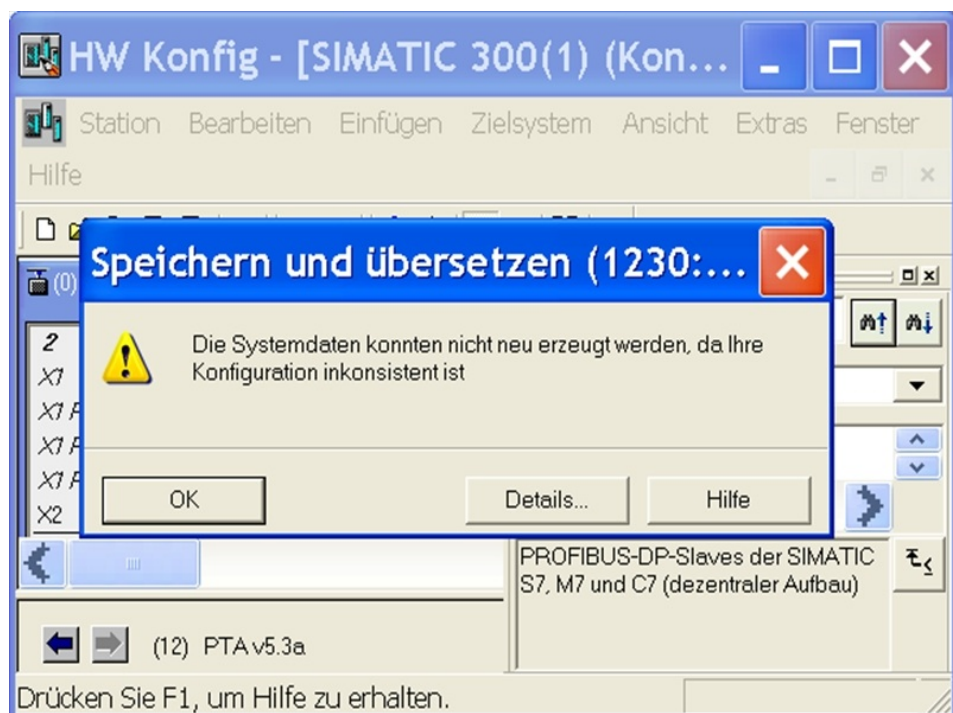 HW Konfig - [SIMATIC 300(1) (Kon...
Station Bearbeiten Einfügen Zielsystem Ansicht Extras Fenster
Hilfe
Speichern und übersetzen (1230:...
(0)
2
X1
X1 P
X1 P
X1 P
X2
Die Systemdaten konnten nicht neu erzeugt werden, da Ihre
Konfiguration inkonsistent ist
OK Details... Hilfe
PROFIBUS-DP-Slaves der SIMATIC
S7, M7 und C7 (dezentraler Aufbau)
(12) PTA v5.3a
Drücken Sie F1, um Hilfe zu erhalten.